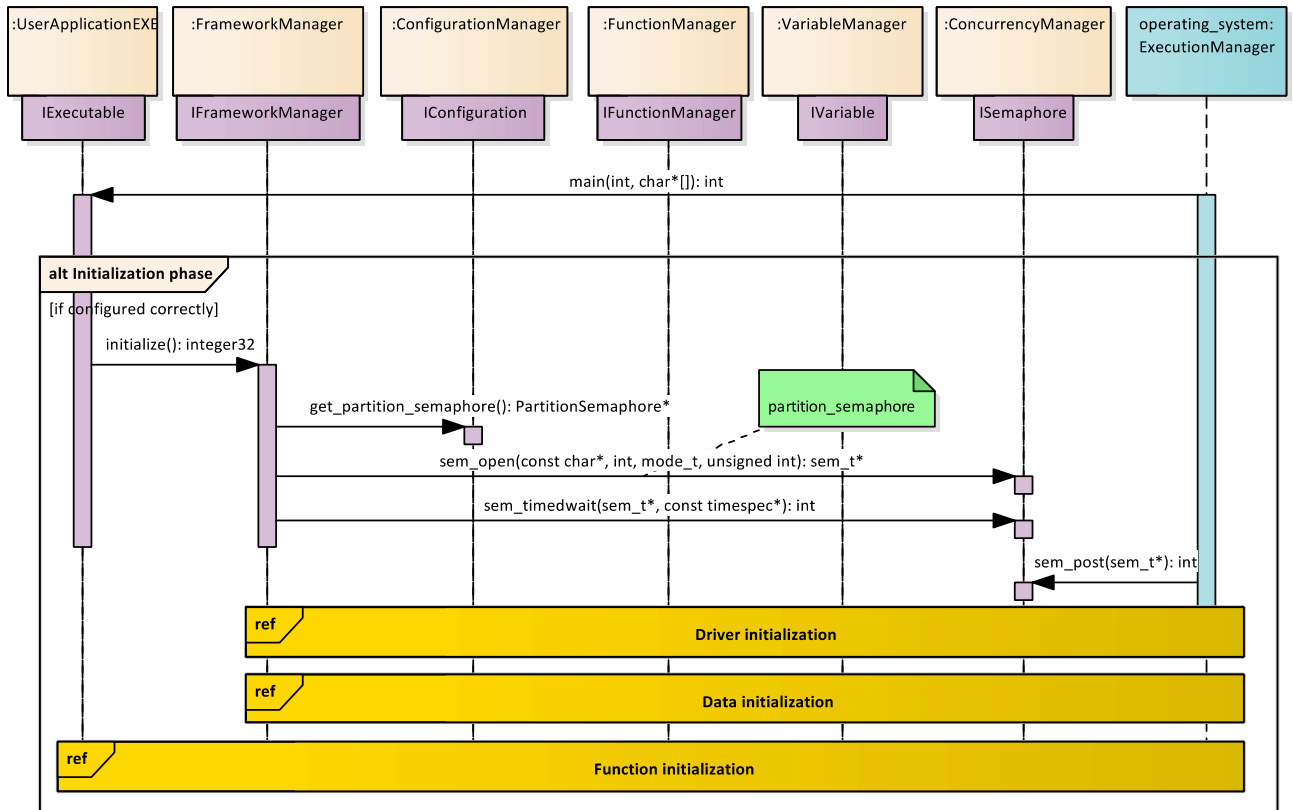 :UserApplicationEXE
:FrameworkManager
:ConfigurationManager
:FunctionManager
:VariableManager
:ConcurrencyManager
operating_system:
ExecutionManager
IExecutable
IFrameworkManager
IConfiguration
IFunctionManager
IVariable
ISemaphore
main(int, char*[]): int
alt Initialization phase
[if configured correctly]
initialize(): integer32
get_partition_semaphore(): PartitionSemaphore*
partition_semaphore
sem_open(const char*, int, mode_t, unsigned int): sem_t*
sem_timedwait(sem_t*, const timespec*): int
sem_post(sem_t*): int
ref
Driver initialization
ref
Data initialization
ref
Function initialization